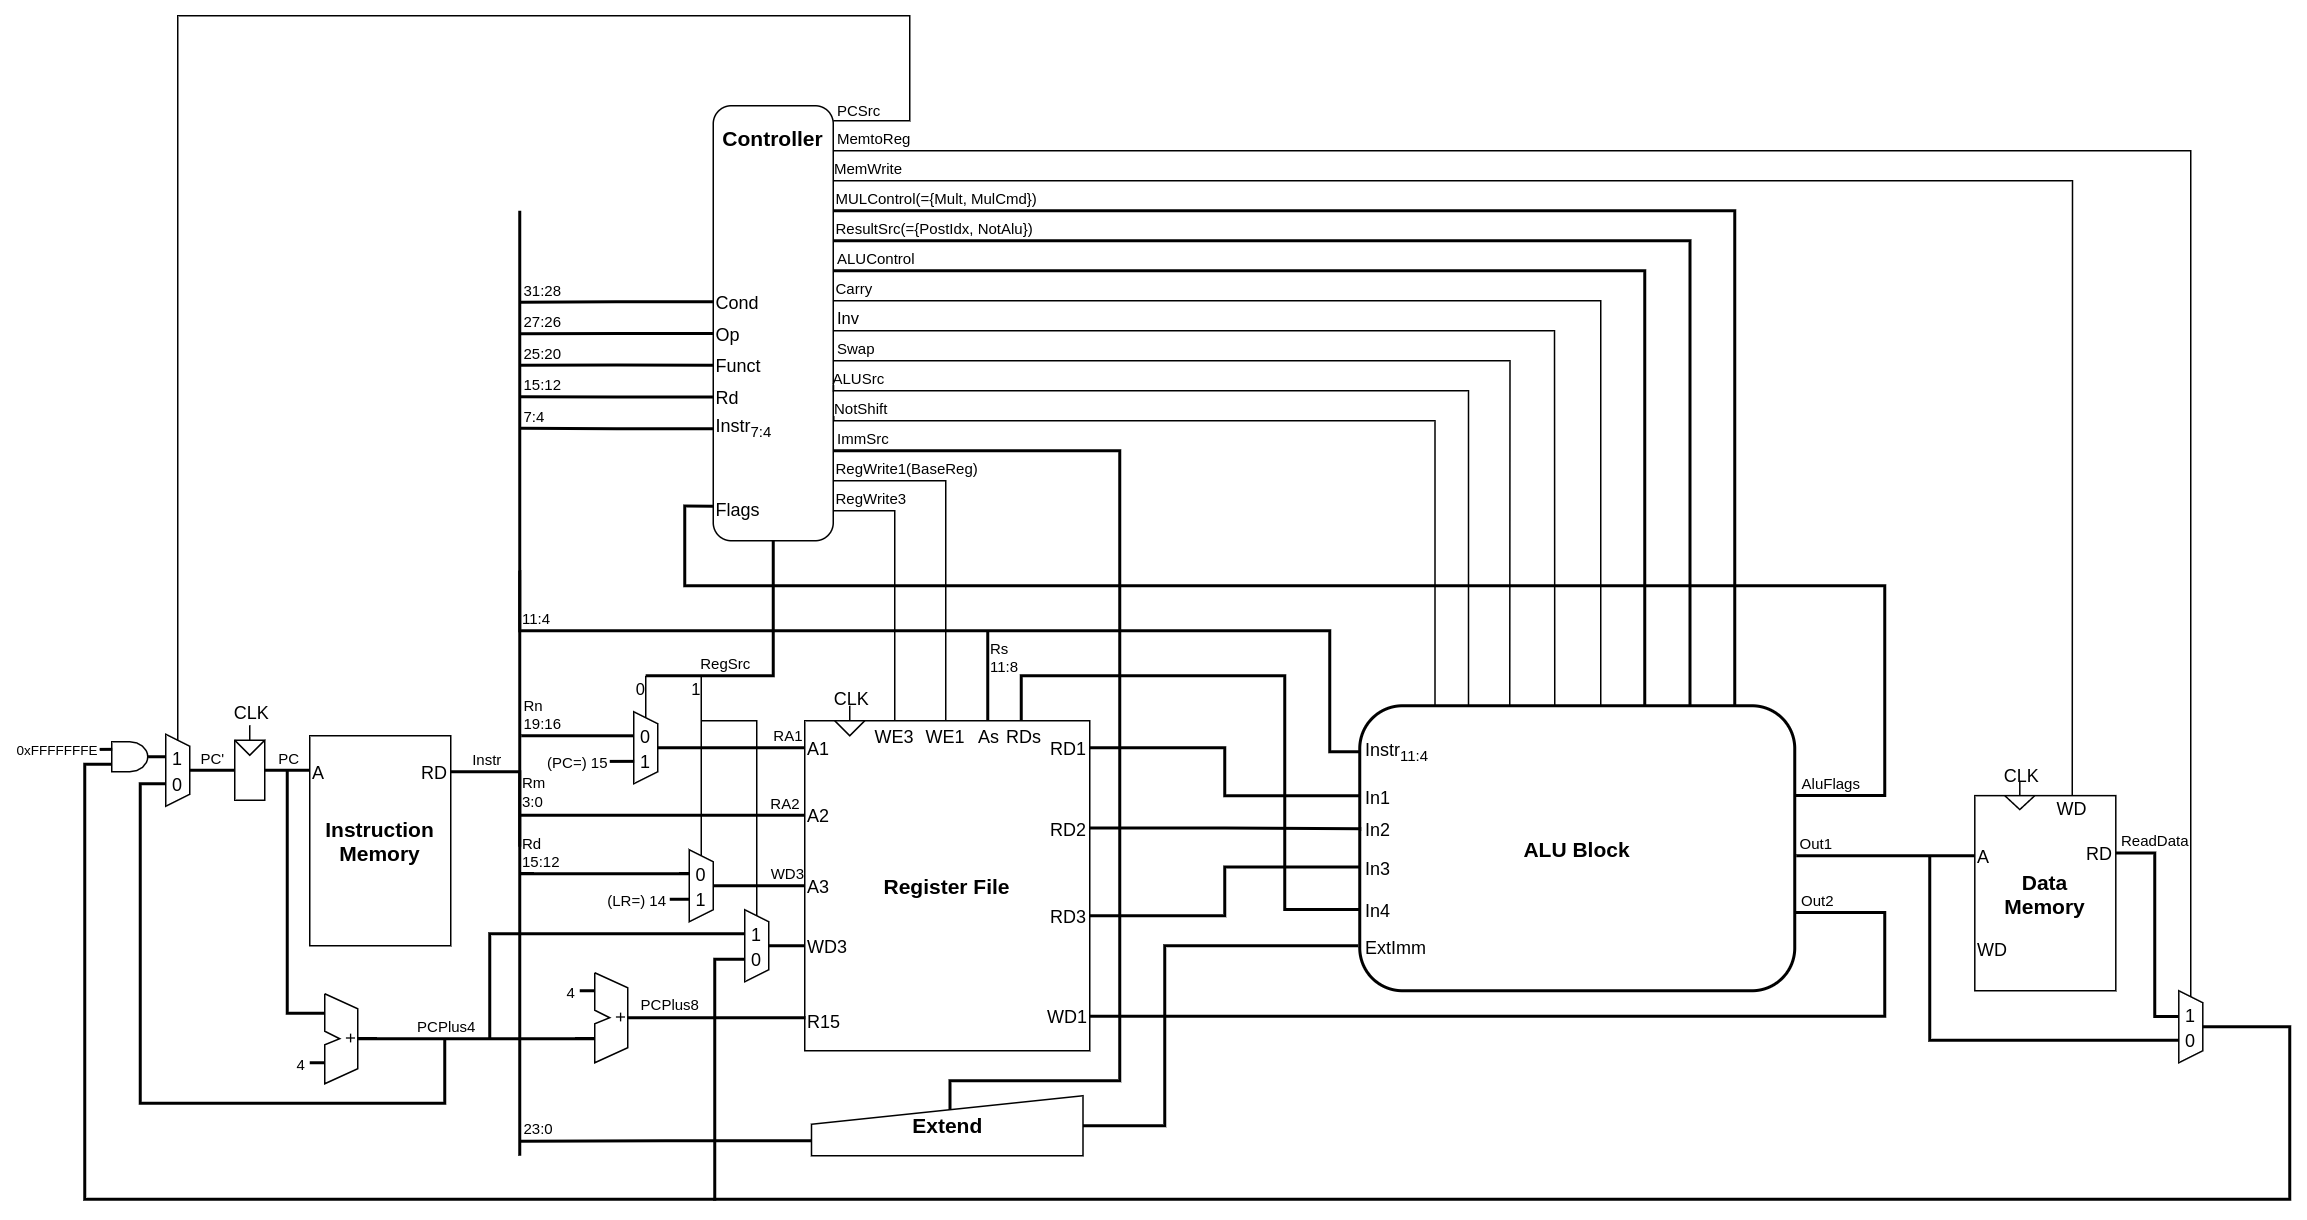 PCSrc
Controller
MemtoReg
MemWrite
MULControl(={Mult, MulCmd})
ResultSrc(={PostIdx, NotAlu})
ALUControl
31:28
Carry
Cond
27:26
Inv
Op
25:20
Swap
Funct
15:12
ALUSrc
Rd
7:4
NotShift
Instr7:4
ImmSrc
RegWrite1(BaseReg)
RegWrite3
Flags
11:4
Rs
11:8
RegSrc
0
1
CLK
CLK
Rn
19:16
0xFFFFFFFE
1
0
PC'
PC
A
RD
Instruction
Memory
Instr
0
1
(PC=) 15
RA1
A1
WE3
WE1
As
RDs
RD1
Instr11:4
Rm
3:0
RA2
A2
RD2
In1
In2
AluFlags
CLK
WD
Rd
15:12
0
1
(LR=) 14
WD3
A3
Register File
RD3
In3
In4
ExtImm
ALU Block
Out1
Out2
A
RD
ReadData
Data
Memory
WD
1
0
WD3
4
+
PCPlus8
R15
WD1
1
0
PCPlus4
+
4
23:0
Extend